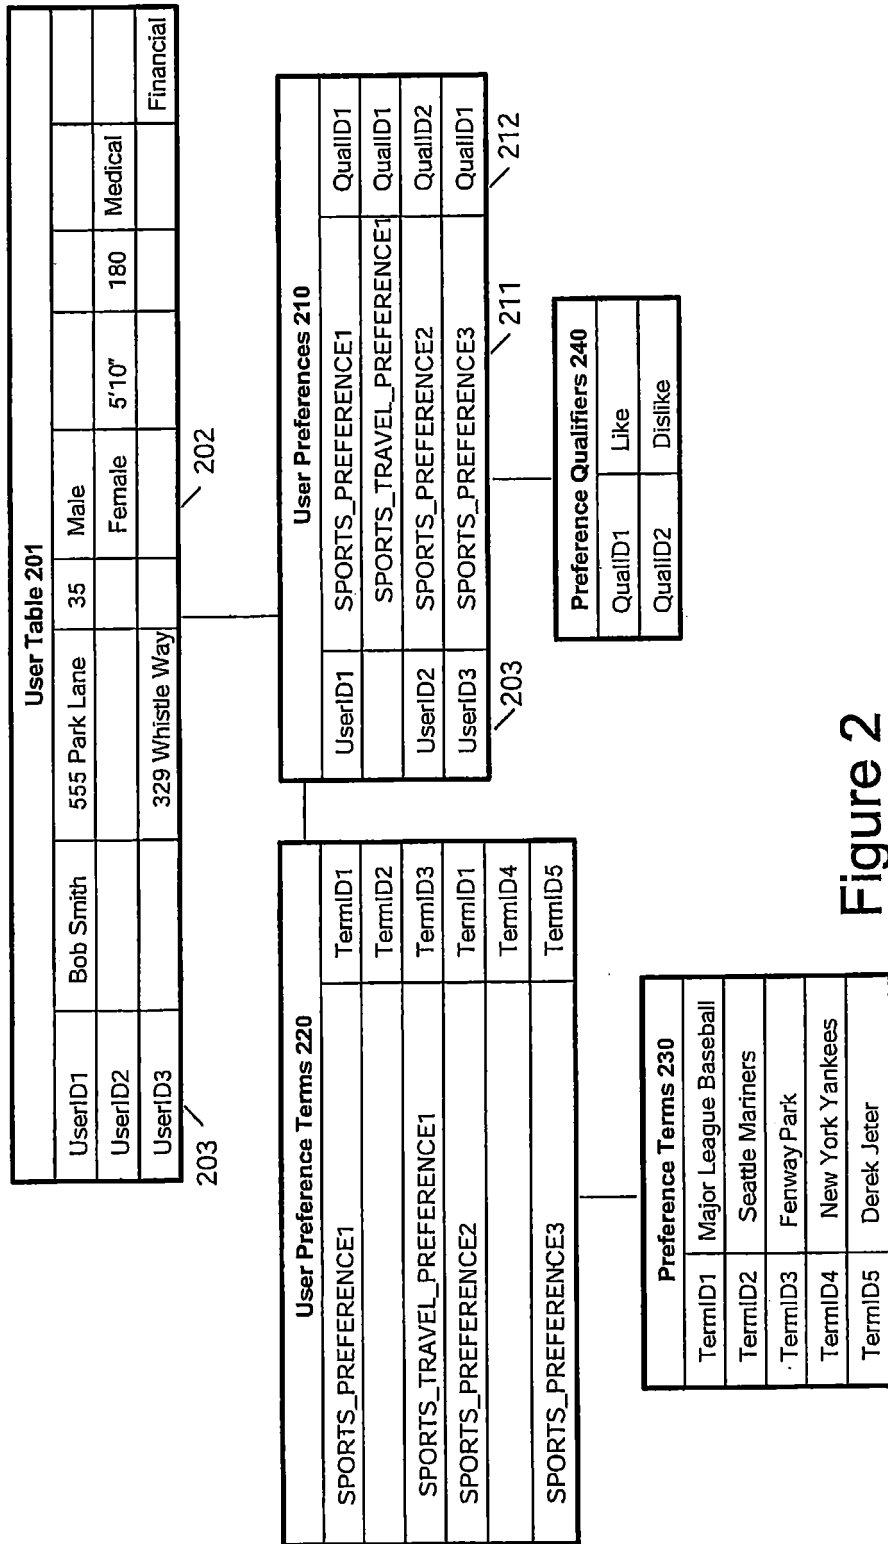 User Table 201
UserID1 Bob Smith 555 Park Lane 35 Male
UserID2 Female 5'10" 180 Medical
UserID3 329 Whistle Way Financial
203
202
User Preference Terms 220
SPORTS_PREFERENCE1 TermID1
TermID2
SPORTS_TRAVEL_PREFERENCE1 TermID3
SPORTS_PREFERENCE2 TermID1
TermID4
SPORTS_PREFERENCE3 TermID5
User Preferences 210
UserID1 SPORTS_PREFERENCE1 QualID1
SPORTS_TRAVEL_PREFERENCE1 QualID1
UserID2 SPORTS_PREFERENCE2 QualID2
UserID3 SPORTS_PREFERENCE3 QualID1
203
211
212
Preference Terms 230
TermID1 Major League Baseball
TermID2 Seattle Mariners
TermID3 Fenway Park
TermID4 New York Yankees
TermID5 Derek Jeter
Preference Qualifiers 240
QualID1 Like
QualID2 Dislike
Figure 2